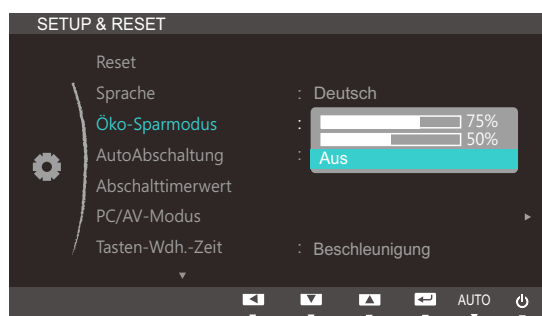 SETUP & RESET
Reset
Sprache : Deutsch
Öko-Sparmodus : 75%
50%
AutoAbschaltung : Aus
Abschalttimerwert
PC/AV-Modus
Tasten-Wdh.-Zeit : Beschleunigung
AUTO